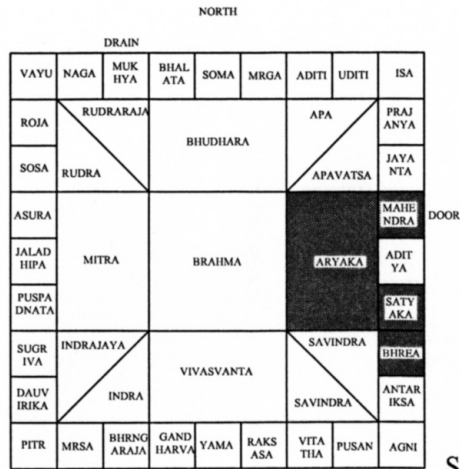 NORTH
DRAIN
VAYU NAGA MUK HYA BHAL ATA SOMA MRGA ADITI UDITI ISA
ROJA RUDRARAJA BHUDHARA APA PRAJ ANYA
SOSA RUDRA APAVATSA JAYA NTA
ASURA MAHE NDRA DOOR
JALAD HIPA MITRA BRAHMA ARYAKA ADIT YA
PUSPA DNATA SATY AKA
SUGR IVA INDRAJAYA VIVASVANTA SAVINDRA BHREA
DAUV IRIKA INDRA SAVINDRA ANTAR IKSA
PITR MRSA BHRNG ARAJA GAND HARVA YAMA RAKS ASA VITA THA PUSAN AGNI
S